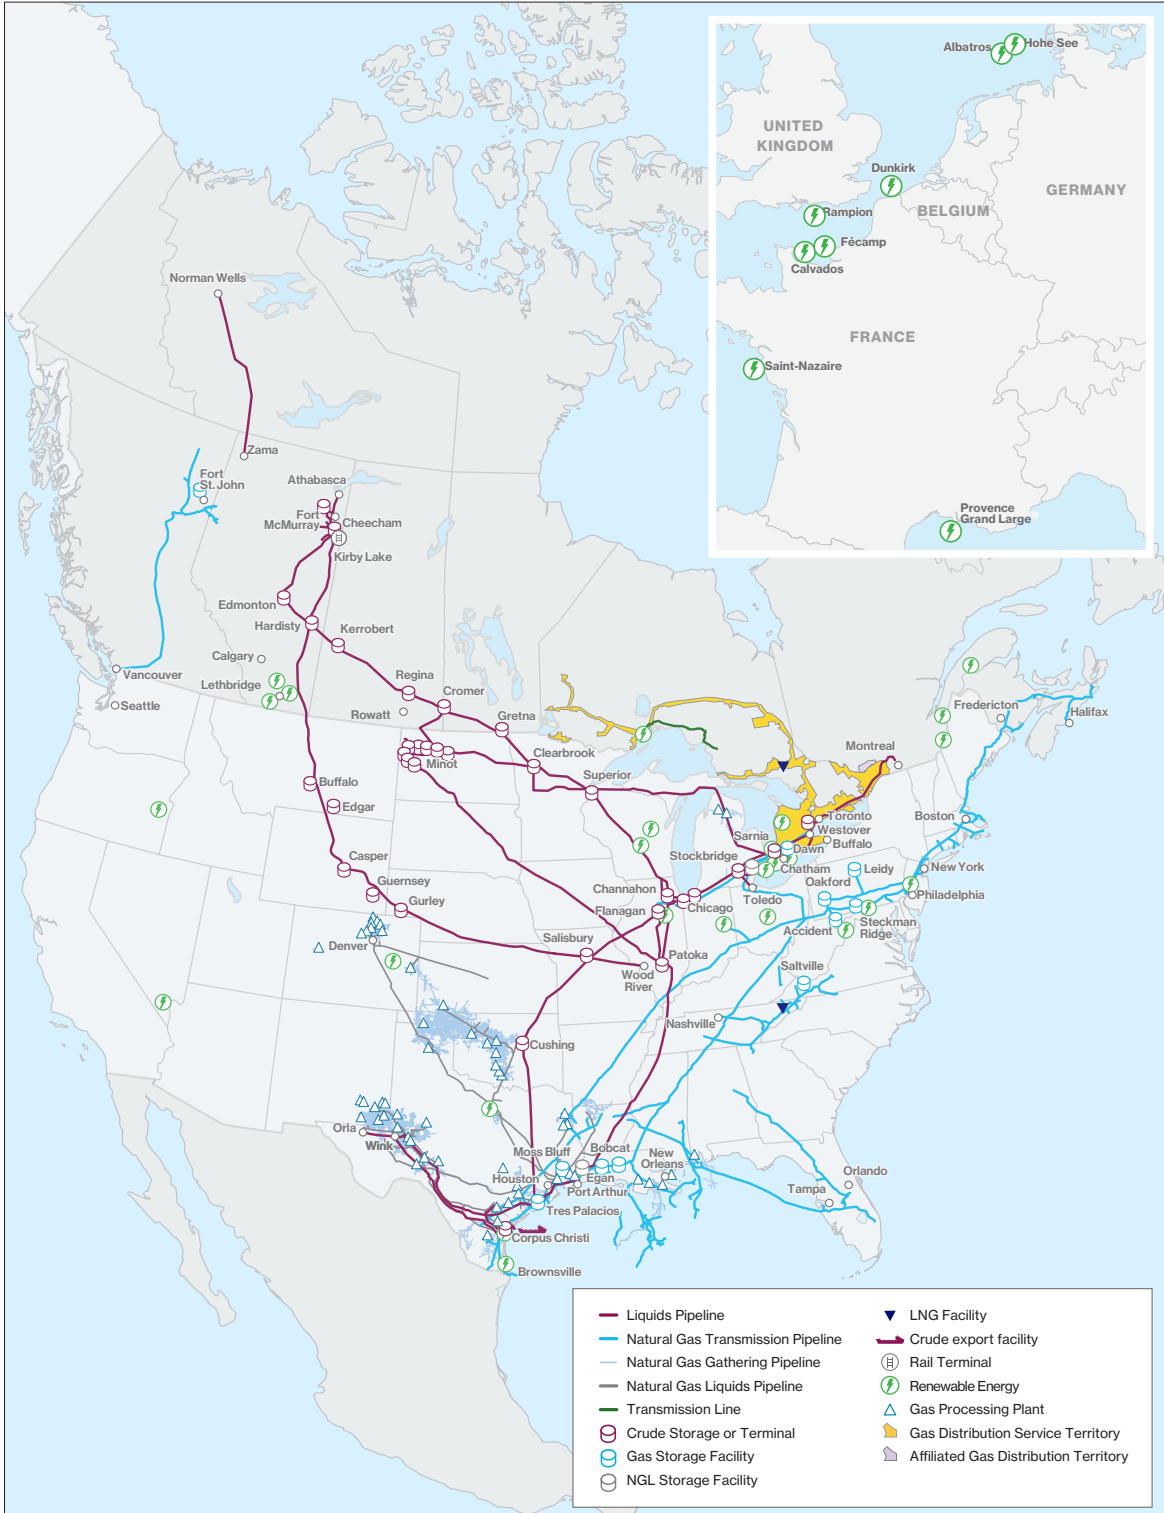 Albatros
Hohe See
UNITED
KINGDOM
Dunkirk
GERMANY
BELGIUM
Rampion
Fécamp
Calvados
FRANCE
Saint-Nazaire
Provence
Grand Large
Norman Wells
Zama
Fort
St. John
Athabasca
Fort
McMurray
Cheecham
Kirby Lake
Edmonton
Hardisty
Kerrobert
Calgary
Vancouver
Lethbridge
Regina
Cromer
Seattle
Rowatt
Gretna
Fredericton
Halifax
Montreal
Clearbrook
Minot
Superior
Buffalo
Edgar
Toronto
Boston
Westover
Sarnia
Buffalo
Dawn
Stockbridge
Chatham
Leidy
New York
Casper
Oakford
Guernsey
Channahon
Toledo
Philadelphia
Gurley
Chicago
Flanagan
Accident
Steckman
Ridge
Denver
Salisbury
Patoka
Wood
River
Saltville
Nashville
Cushing
Orla
Wink
Moss Bluff
Bobcat
New
Orleans
Houston
Egan
Port Arthur
Orlando
Tampa
Tres Palacios
Corpus Christi
Brownsville
Liquids Pipeline
Natural Gas Transmission Pipeline
Natural Gas Gathering Pipeline
Natural Gas Liquids Pipeline
Transmission Line
Crude Storage or Terminal
Gas Storage Facility
NGL Storage Facility
LNG Facility
Crude export facility
Rail Terminal
Renewable Energy
Gas Processing Plant
Gas Distribution Service Territory
Affiliated Gas Distribution Territory